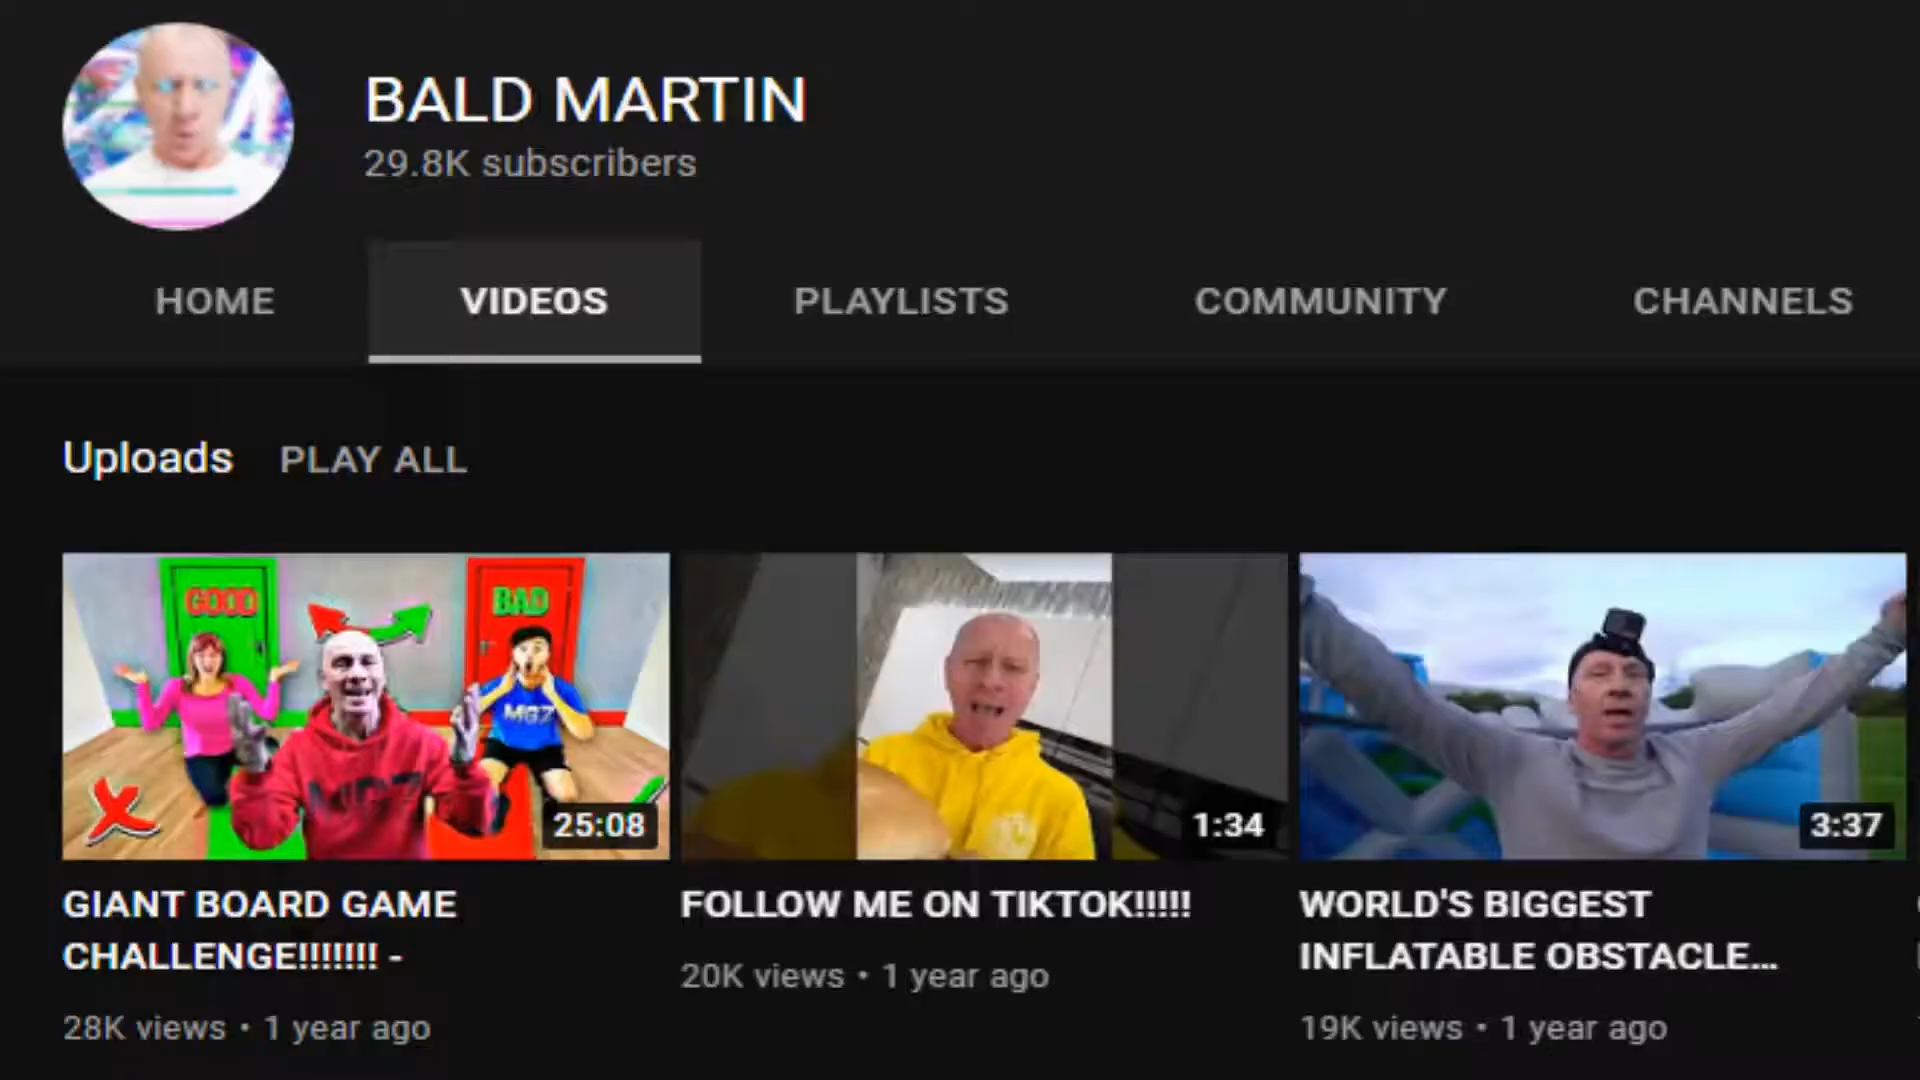 BALD MARTIN
29.8K subscribers
HOME
VIDEOS
PLAYLISTS
COMMUNITY
CHANNELS
Uploads
PLAY ALL
GOOD
BAD
MG7
MG7
25:08
1:34
3:37
GIANT BOARD GAME
CHALLENGE!!!!!!! -
28K views • 1 year ago
FOLLOW ME ON TIKTOK!!!!!
20K views • 1 year ago
WORLD'S BIGGEST
INFLATABLE OBSTACLE...
19K views • 1 year ago